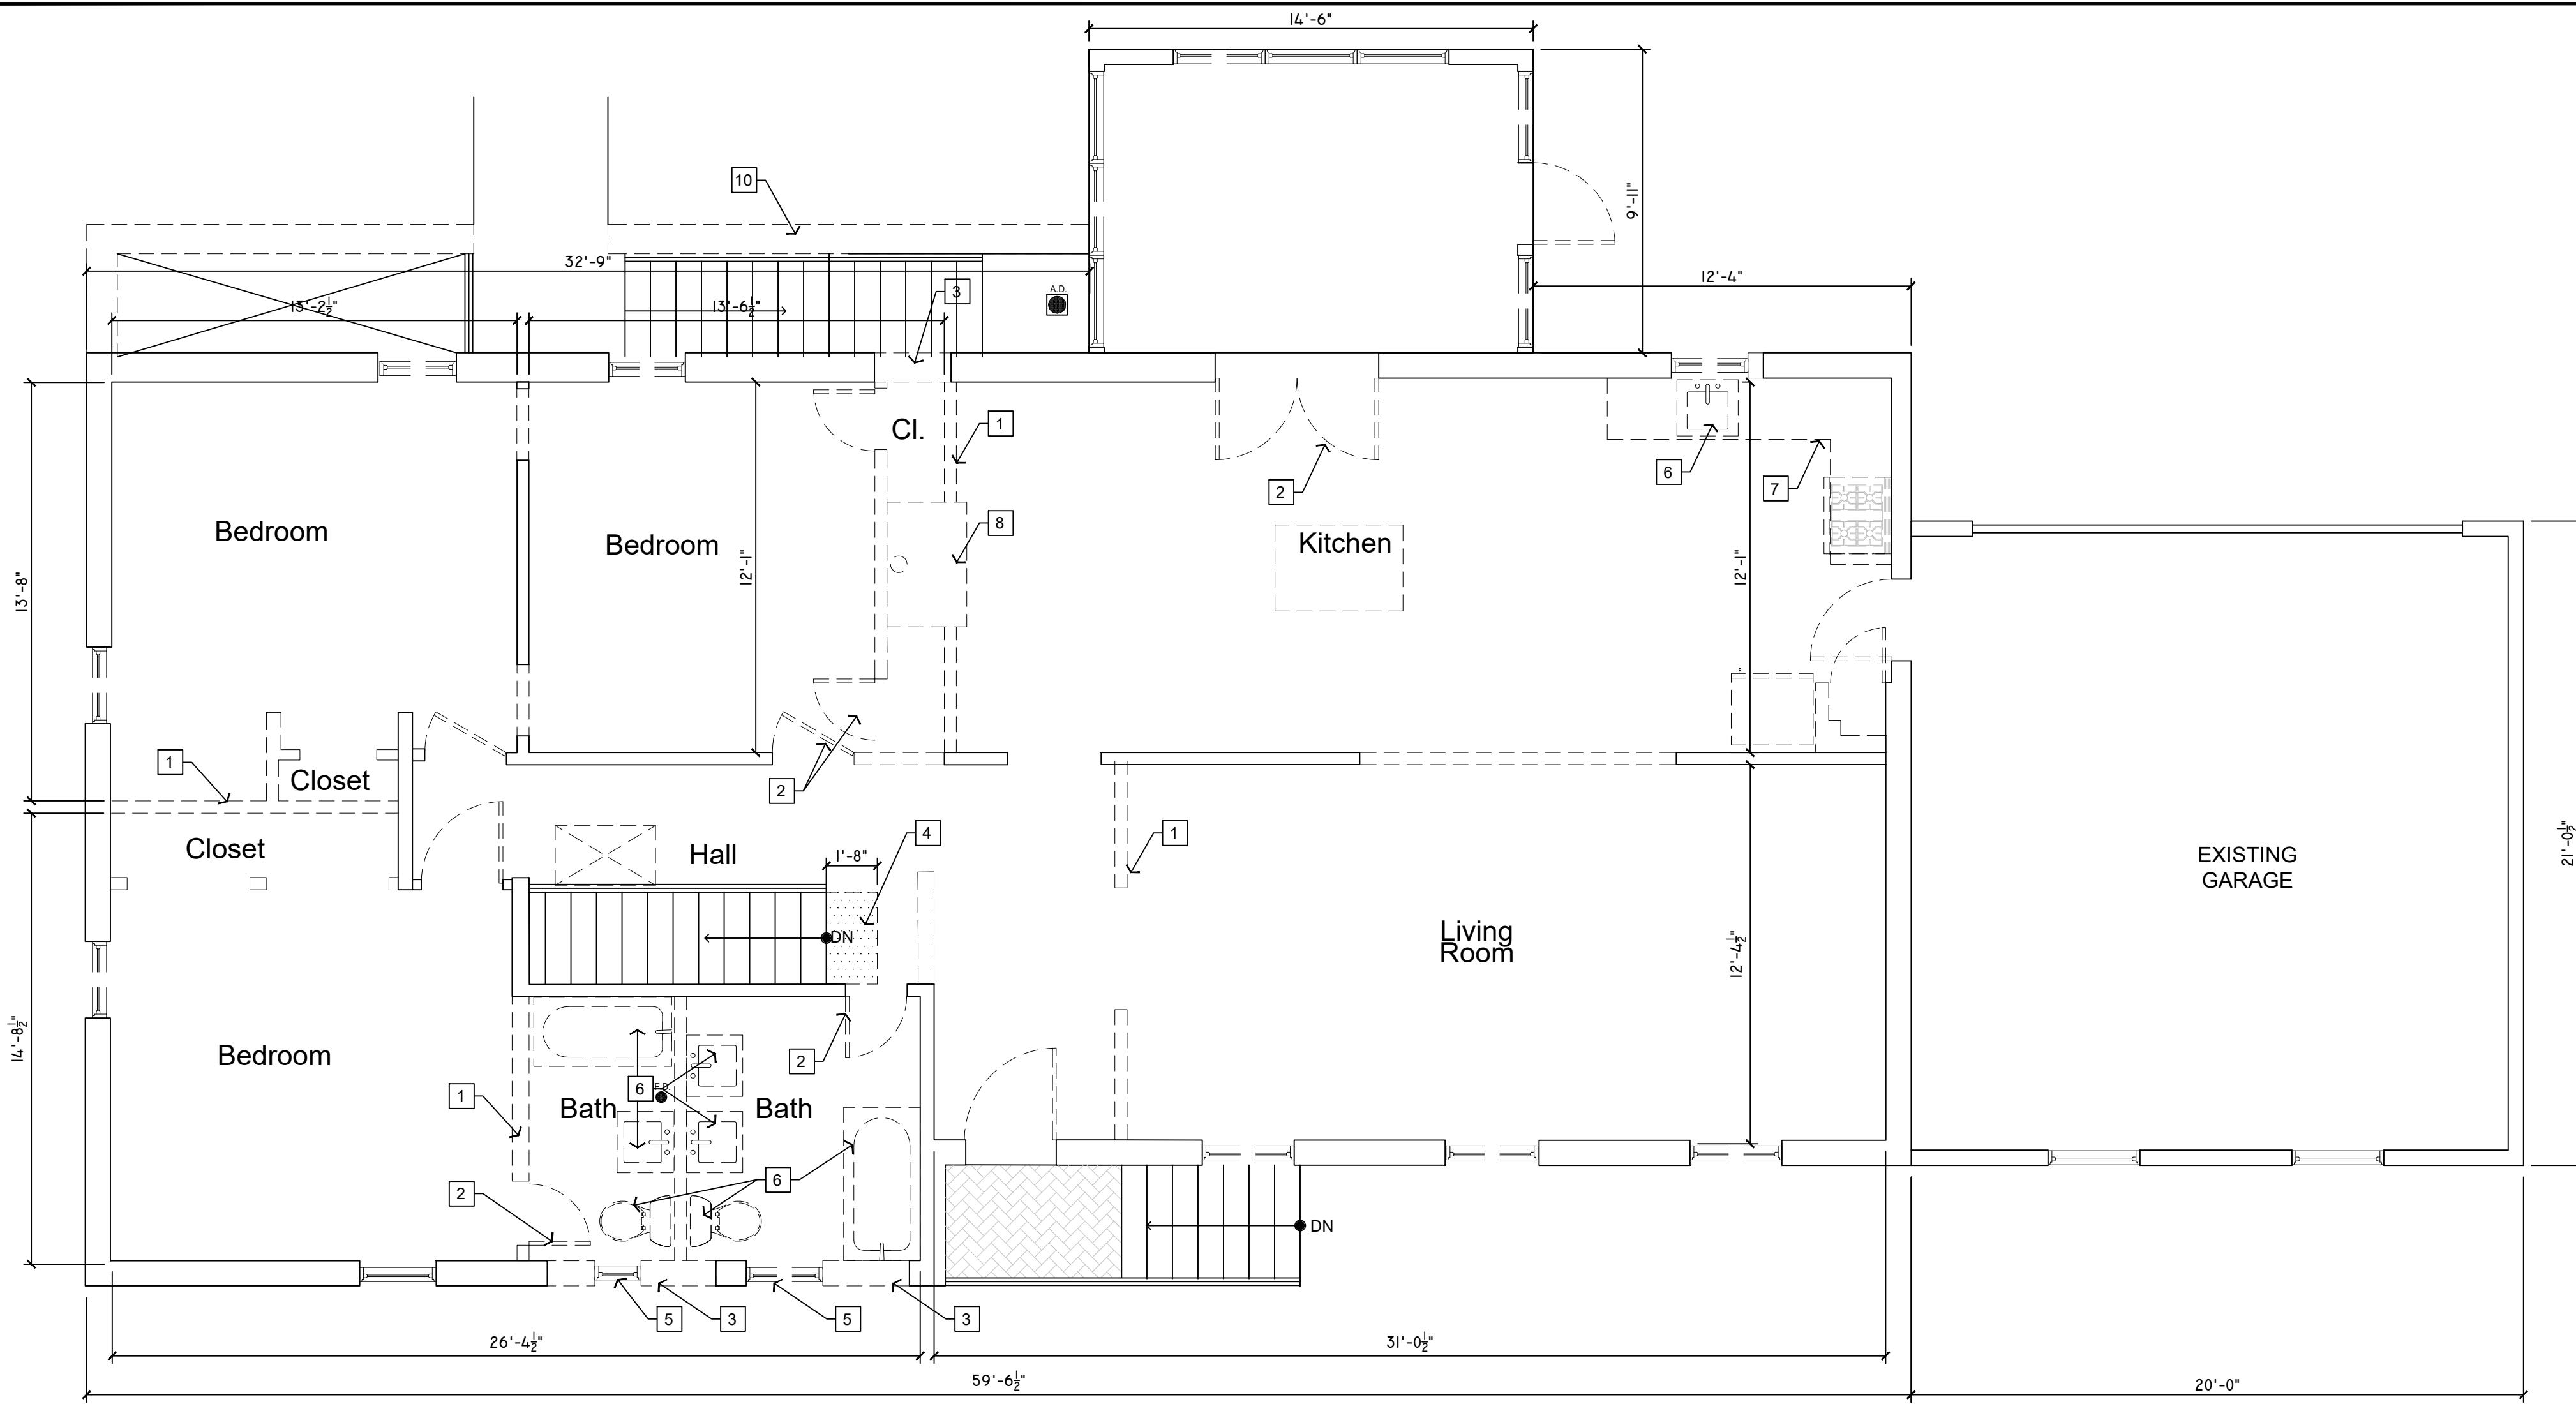 14'-6"
10
9'-11"
32'-9"
12'-4"
3
A.D.
13'-2½"
13'-6½"
Cl.
1
6
7
2
8
Bedroom
Bedroom
Kitchen
12'-1"
12'-1"
13'-8"
1
Closet
2
Closet
Hall
1'-8"
4
1
EXISTING
GARAGE
21'-0½"
DN
Living
Room
12'-4½"
14'-8½"
Bedroom
2
1
6
F.D.
Bath
Bath
6
2
DN
5
3
5
3
26'-4½"
31'-0½"
59'-6½"
20'-0"